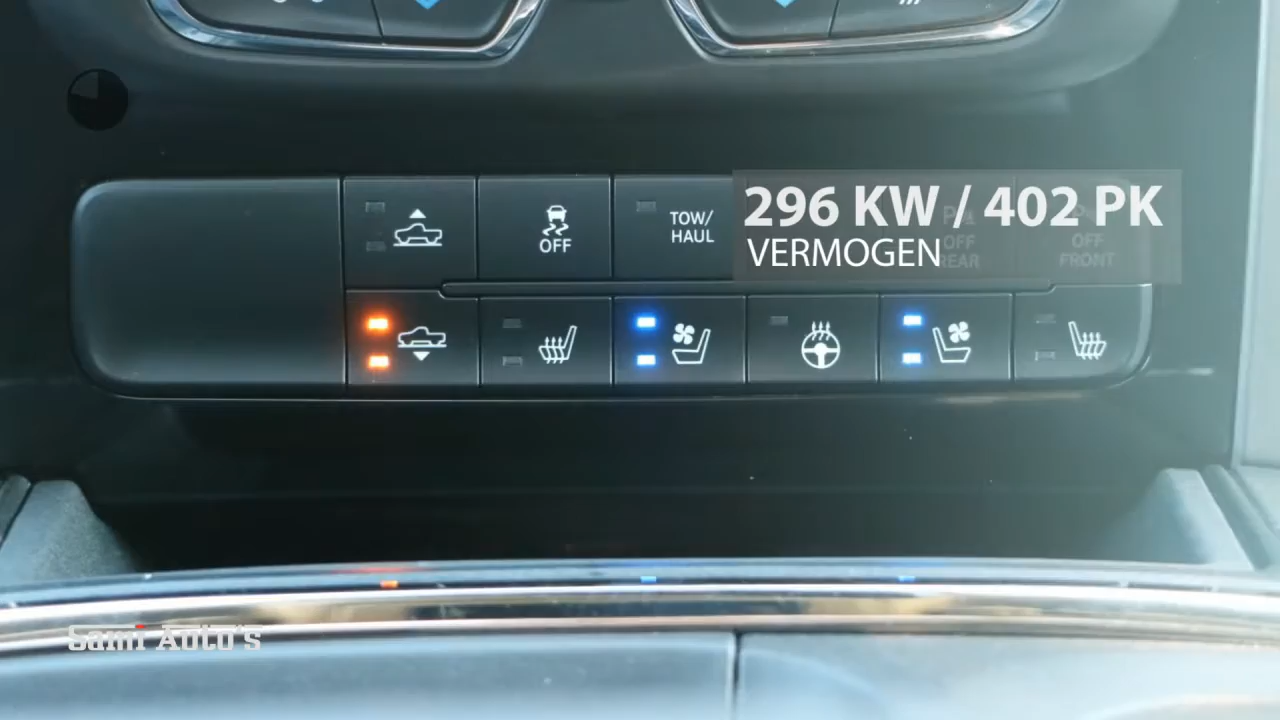 OFF
TOW/
HAUL
296 KW / 402 PK
VERMOGEN
OFF
REAR
OFF
FRONT
Sami Auto's